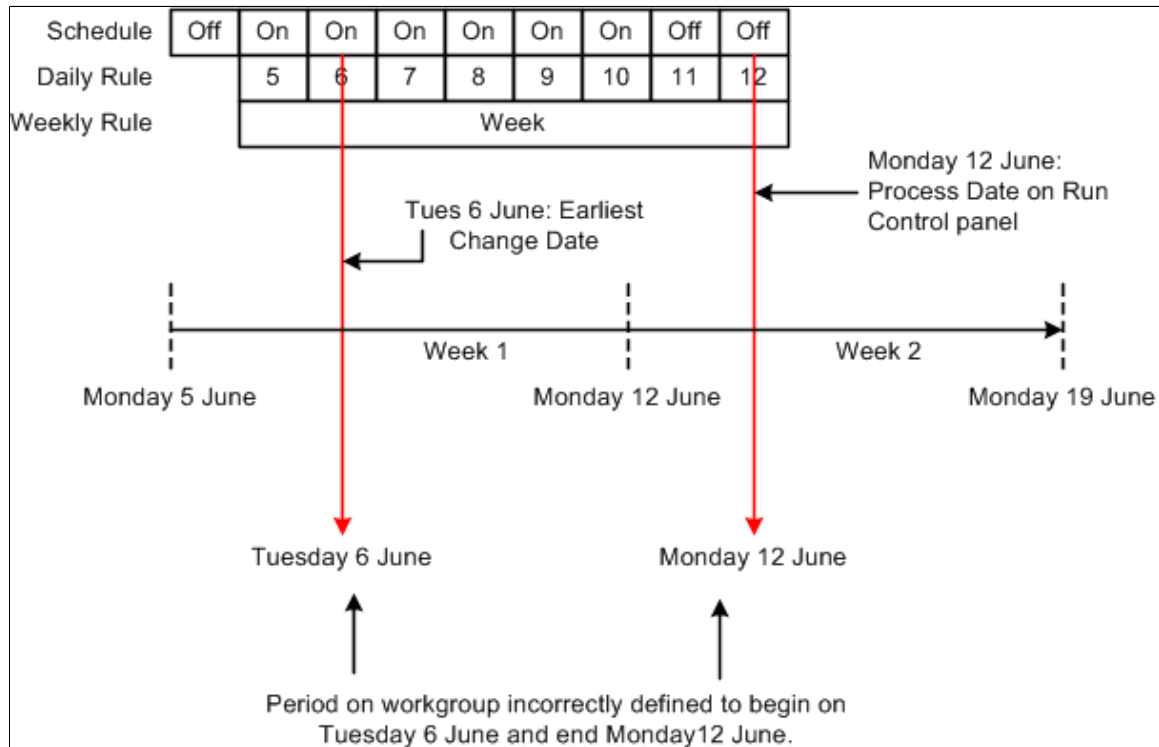 Schedule Off On On On On On On Off Off
Daily Rule 5 6 7 8 9 10 11 12
Weekly Rule Week
Monday 12 June:
Process Date on Run
Control panel
Tues 6 June: Earliest
Change Date
Week 1 Week 2
Monday 5 June Monday 12 June Monday 19 June
Tuesday 6 June Monday 12 June
Period on workgroup incorrectly defined to begin on
Tuesday 6 June and end Monday12 June.